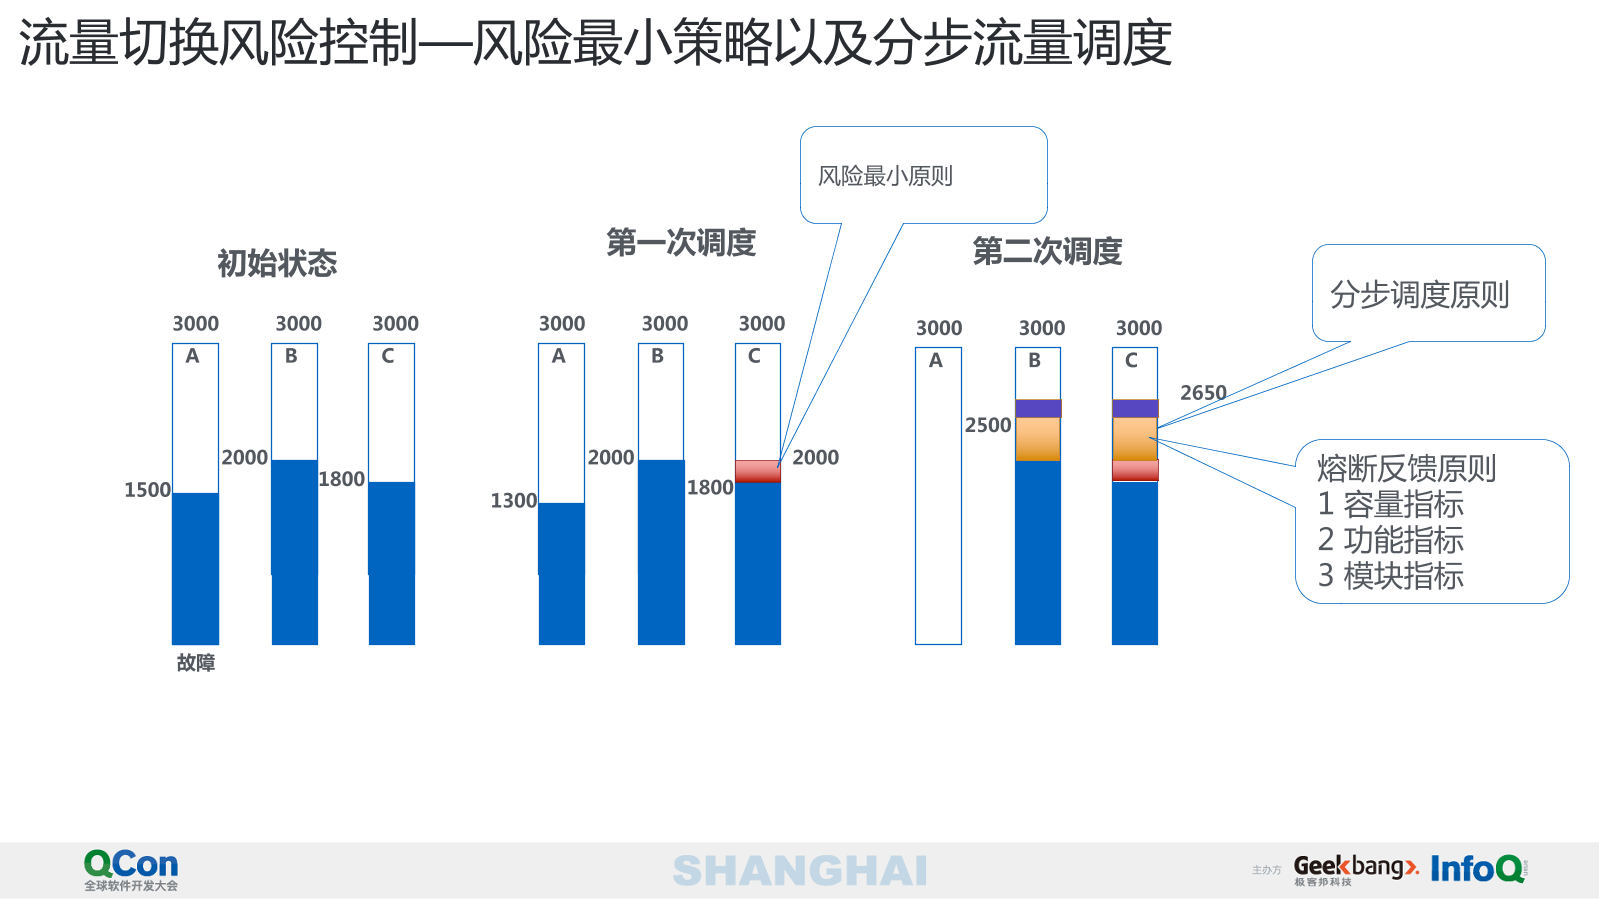 流量切换风险控制—风险最小策略以及分步流量调度
风险最小原则
初始状态
第一次调度
第二次调度
分步调度原则
3000
3000
3000
A
B
C
1500
2000
1800
故障
3000
3000
3000
A
B
C
1300
2000
1800
2000
3000
3000
3000
A
B
C
2500
2650
熔断反馈原则
1 容量指标
2 功能指标
3 模块指标
QCon
全球软件开发大会
SHANGHAI
主办方
Geekbang
极客邦科技
InfoQ